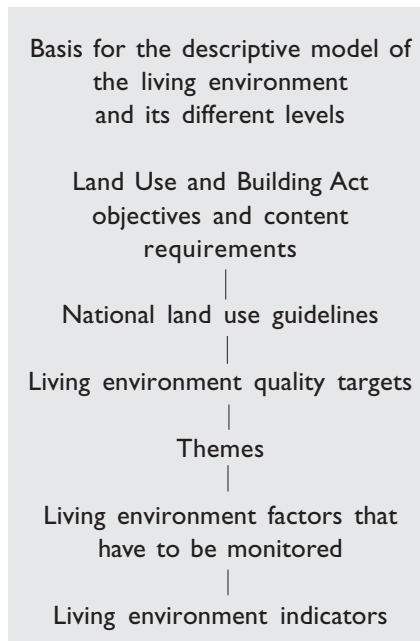 Basis for the descriptive model of
the living environment
and its different levels
Land Use and Building Act
objectives and content
requirements
National land use guidelines
Living environment quality targets
Themes
Living environment factors that
have to be monitored
Living environment indicators